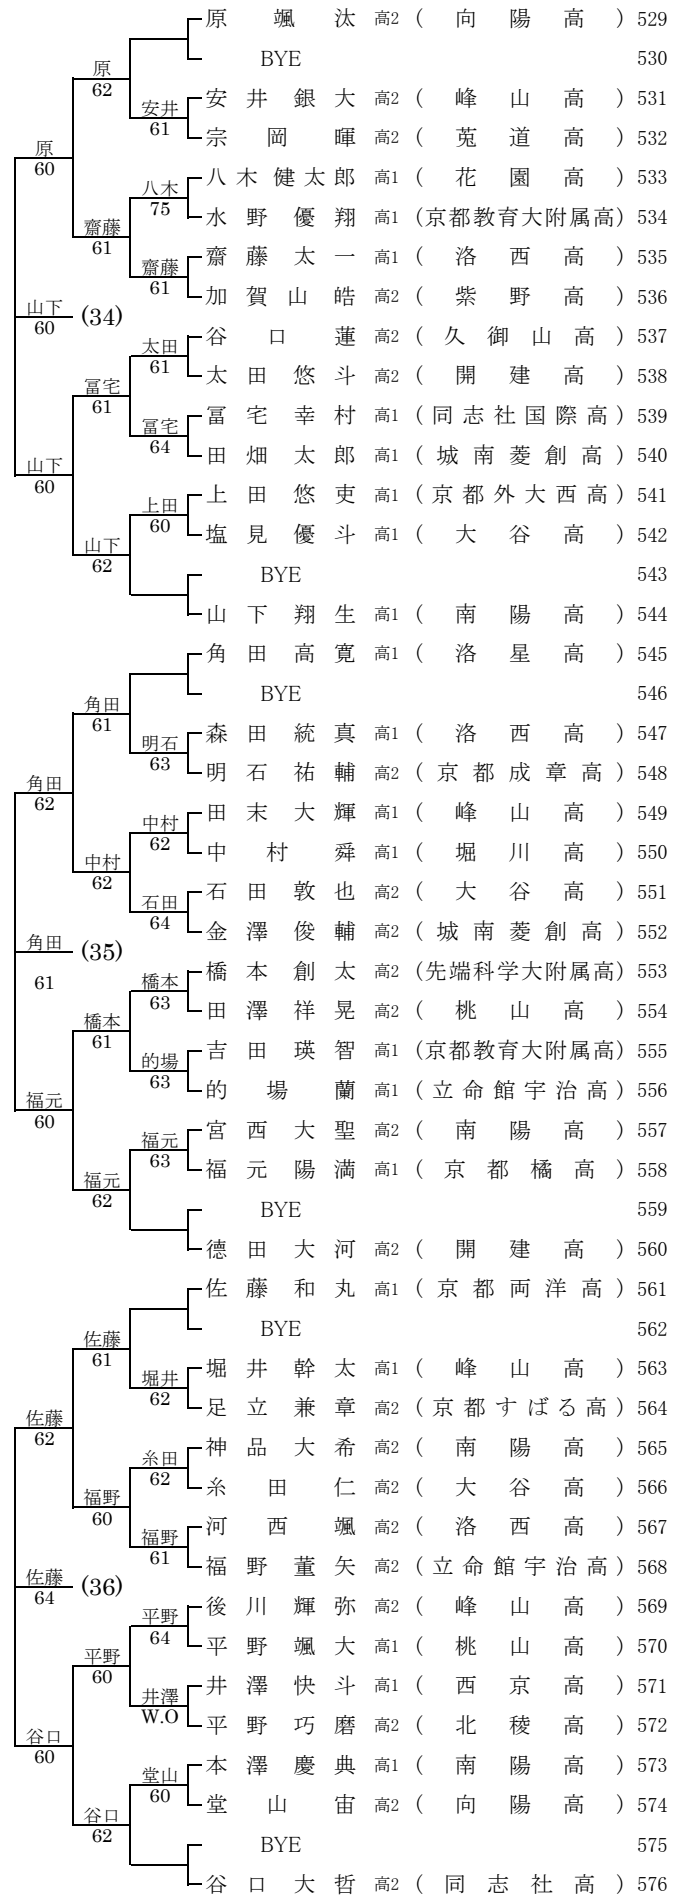 原颯汰 高2 (向陽高) 529
BYE 530
原
62
安井銀大 高2 (峰山高) 531
安井
61
宗岡暉 高2 (莵道高) 532
原
60
八木健太郎 高1 (花園高) 533
八木
75
水野優翔 高1 (京都教育大附属高) 534
齋藤
61
齋藤太一 高1 (洛西高) 535
齋藤
61
加賀山皓 高2 (紫野高) 536
山下
60
(34)
谷口蓮 高2 (久御山高) 537
太田
61
太田悠斗 高2 (開建高) 538
冨宅
61
冨宅幸村 高1 (同志社国際高) 539
冨宅
64
田畑太郎 高1 (城南菱創高) 540
山下
60
上田悠吏 高1 (京都外大西高) 541
上田
60
塩見優斗 高1 (大谷高) 542
山下
62
BYE 543
山下翔生 高1 (南陽高) 544
角田高寛 高1 (洛星高) 545
BYE 546
角田
61
森田統真 高1 (洛西高) 547
明石
63
明石祐輔 高2 (京都成章高) 548
角田
62
田末大輝 高1 (峰山高) 549
中村
62
中村舜 高1 (堀川高) 550
中村
62
石田敦也 高2 (大谷高) 551
石田
64
金澤俊輔 高2 (城南菱創高) 552
角田
61
(35)
橋本創太 高2 (先端科学大附属高) 553
橋本
63
田澤祥晃 高2 (桃山高) 554
橋本
61
吉田瑛智 高1 (京都教育大附属高) 555
的場
63
的場蘭 高1 (立命館宇治高) 556
福元
60
宮西大聖 高2 (南陽高) 557
福元
63
福元陽満 高1 (京都橘高) 558
福元
62
BYE 559
德田大河 高2 (開建高) 560
佐藤和丸 高1 (京都両洋高) 561
BYE 562
佐藤
61
堀井幹太 高1 (峰山高) 563
堀井
62
足立兼章 高2 (京都すばる高) 564
佐藤
62
神品大希 高2 (南陽高) 565
糸田
62
糸田仁 高2 (大谷高) 566
福野
60
河西颯 高2 (洛西高) 567
福野
61
福野董矢 高2 (立命館宇治高) 568
佐藤
64
(36)
後川輝弥 高2 (峰山高) 569
平野
64
平野颯大 高1 (桃山高) 570
平野
60
井澤快斗 高1 (西京高) 571
井澤
W.O
平野巧磨 高2 (北稜高) 572
谷口
60
本澤慶典 高1 (南陽高) 573
堂山
60
堂山宙 高2 (向陽高) 574
谷口
62
BYE 575
谷口大哲 高2 (同志社高) 576